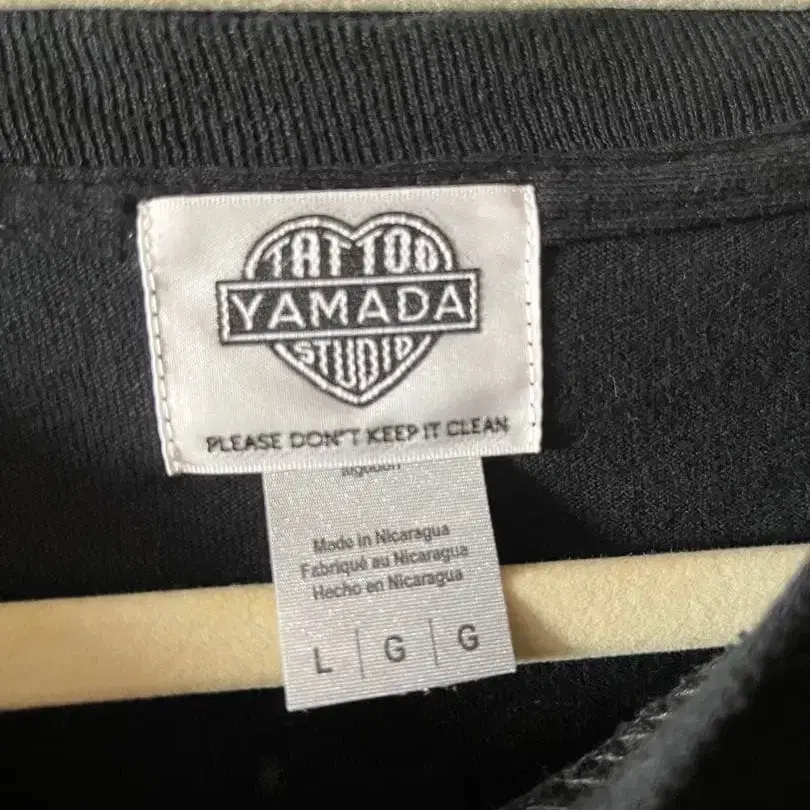 TATTOO
YAMADA
STUDIO
PLEASE DON'T KEEP IT CLEAN
Made in Nicaragua
Fabriqué au Nicaragua
Hecho en Nicaragua
L | G | G